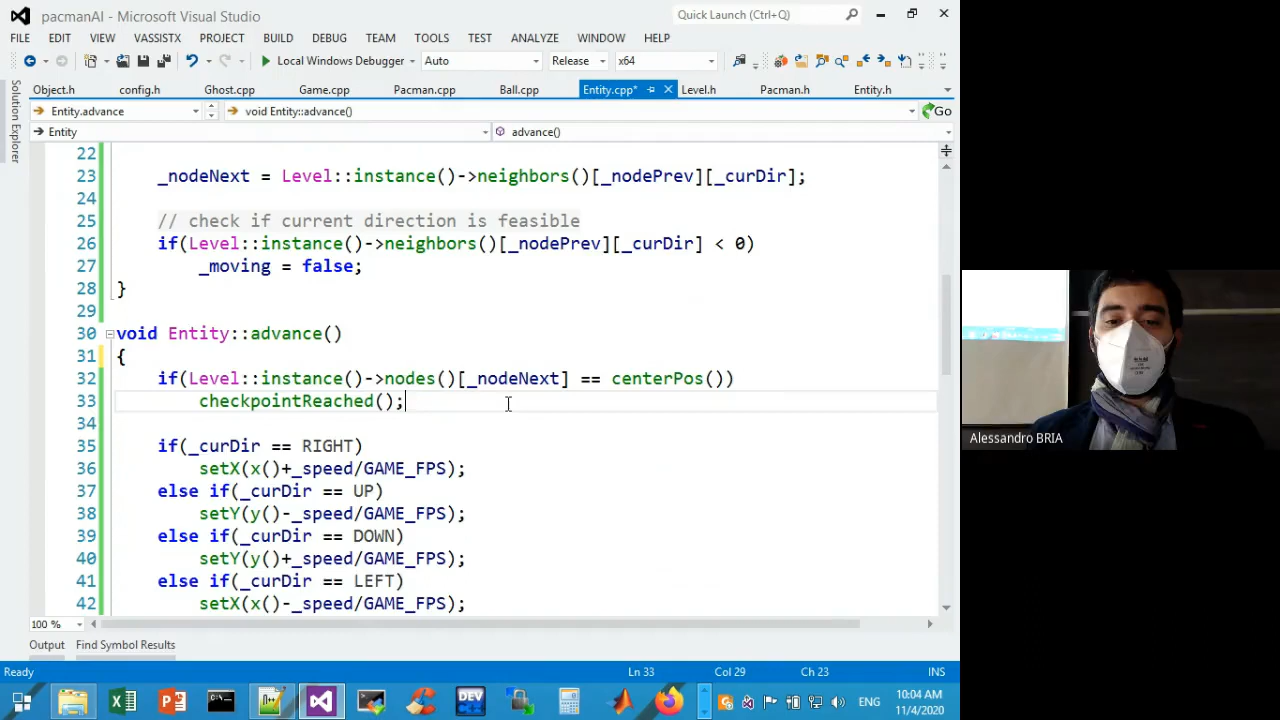 pacmanAI - Microsoft Visual Studio
Quick Launch (Ctrl+Q)
FILE EDIT VIEW VASSISTX PROJECT BUILD DEBUG TEAM TOOLS TEST ANALYZE WINDOW HELP
Local Windows Debugger Auto Release x64
Solution Explorer
Object.h config.h Ghost.cpp Game.cpp Pacman.cpp Ball.cpp Entity.cpp* Level.h Pacman.h Entity.h
Entity.advance void Entity::advance() Go
Entity advance()
22
23 _nodeNext = Level::instance()->neighbors()[_nodePrev][_curDir];
24
25 // check if current direction is feasible
26 if(Level::instance()->neighbors()[_nodePrev][_curDir] < 0)
27 _moving = false;
28 }
29
30 void Entity::advance()
31 {
32 if(Level::instance()->nodes()[_nodeNext] == centerPos())
33 checkpointReached();
34
35 if(_curDir == RIGHT)
36 setX(x()+_speed/GAME_FPS);
37 else if(_curDir == UP)
38 setY(y()-_speed/GAME_FPS);
39 else if(_curDir == DOWN)
40 setY(y()+_speed/GAME_FPS);
41 else if(_curDir == LEFT)
42 setX(x()-_speed/GAME_FPS);
100 %
Output Find Symbol Results
Ready Ln 33 Col 29 Ch 23 INS
DEV
ENG
10:04 AM
11/4/2020
Alessandro BRIA